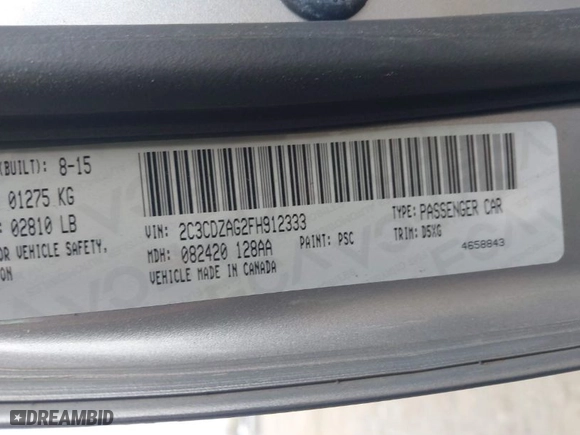 (BUILT): 8-15
01275 KG
02810 LB
OR VEHICLE SAFETY,
ON
VIN: 2C3CDZAG2FH912333
TYPE: PASSENGER CAR
MDH: 082420 128AA
PAINT: PSC
TRIM: D5XG
VEHICLE MADE IN CANADA
4658843
DREAMBID